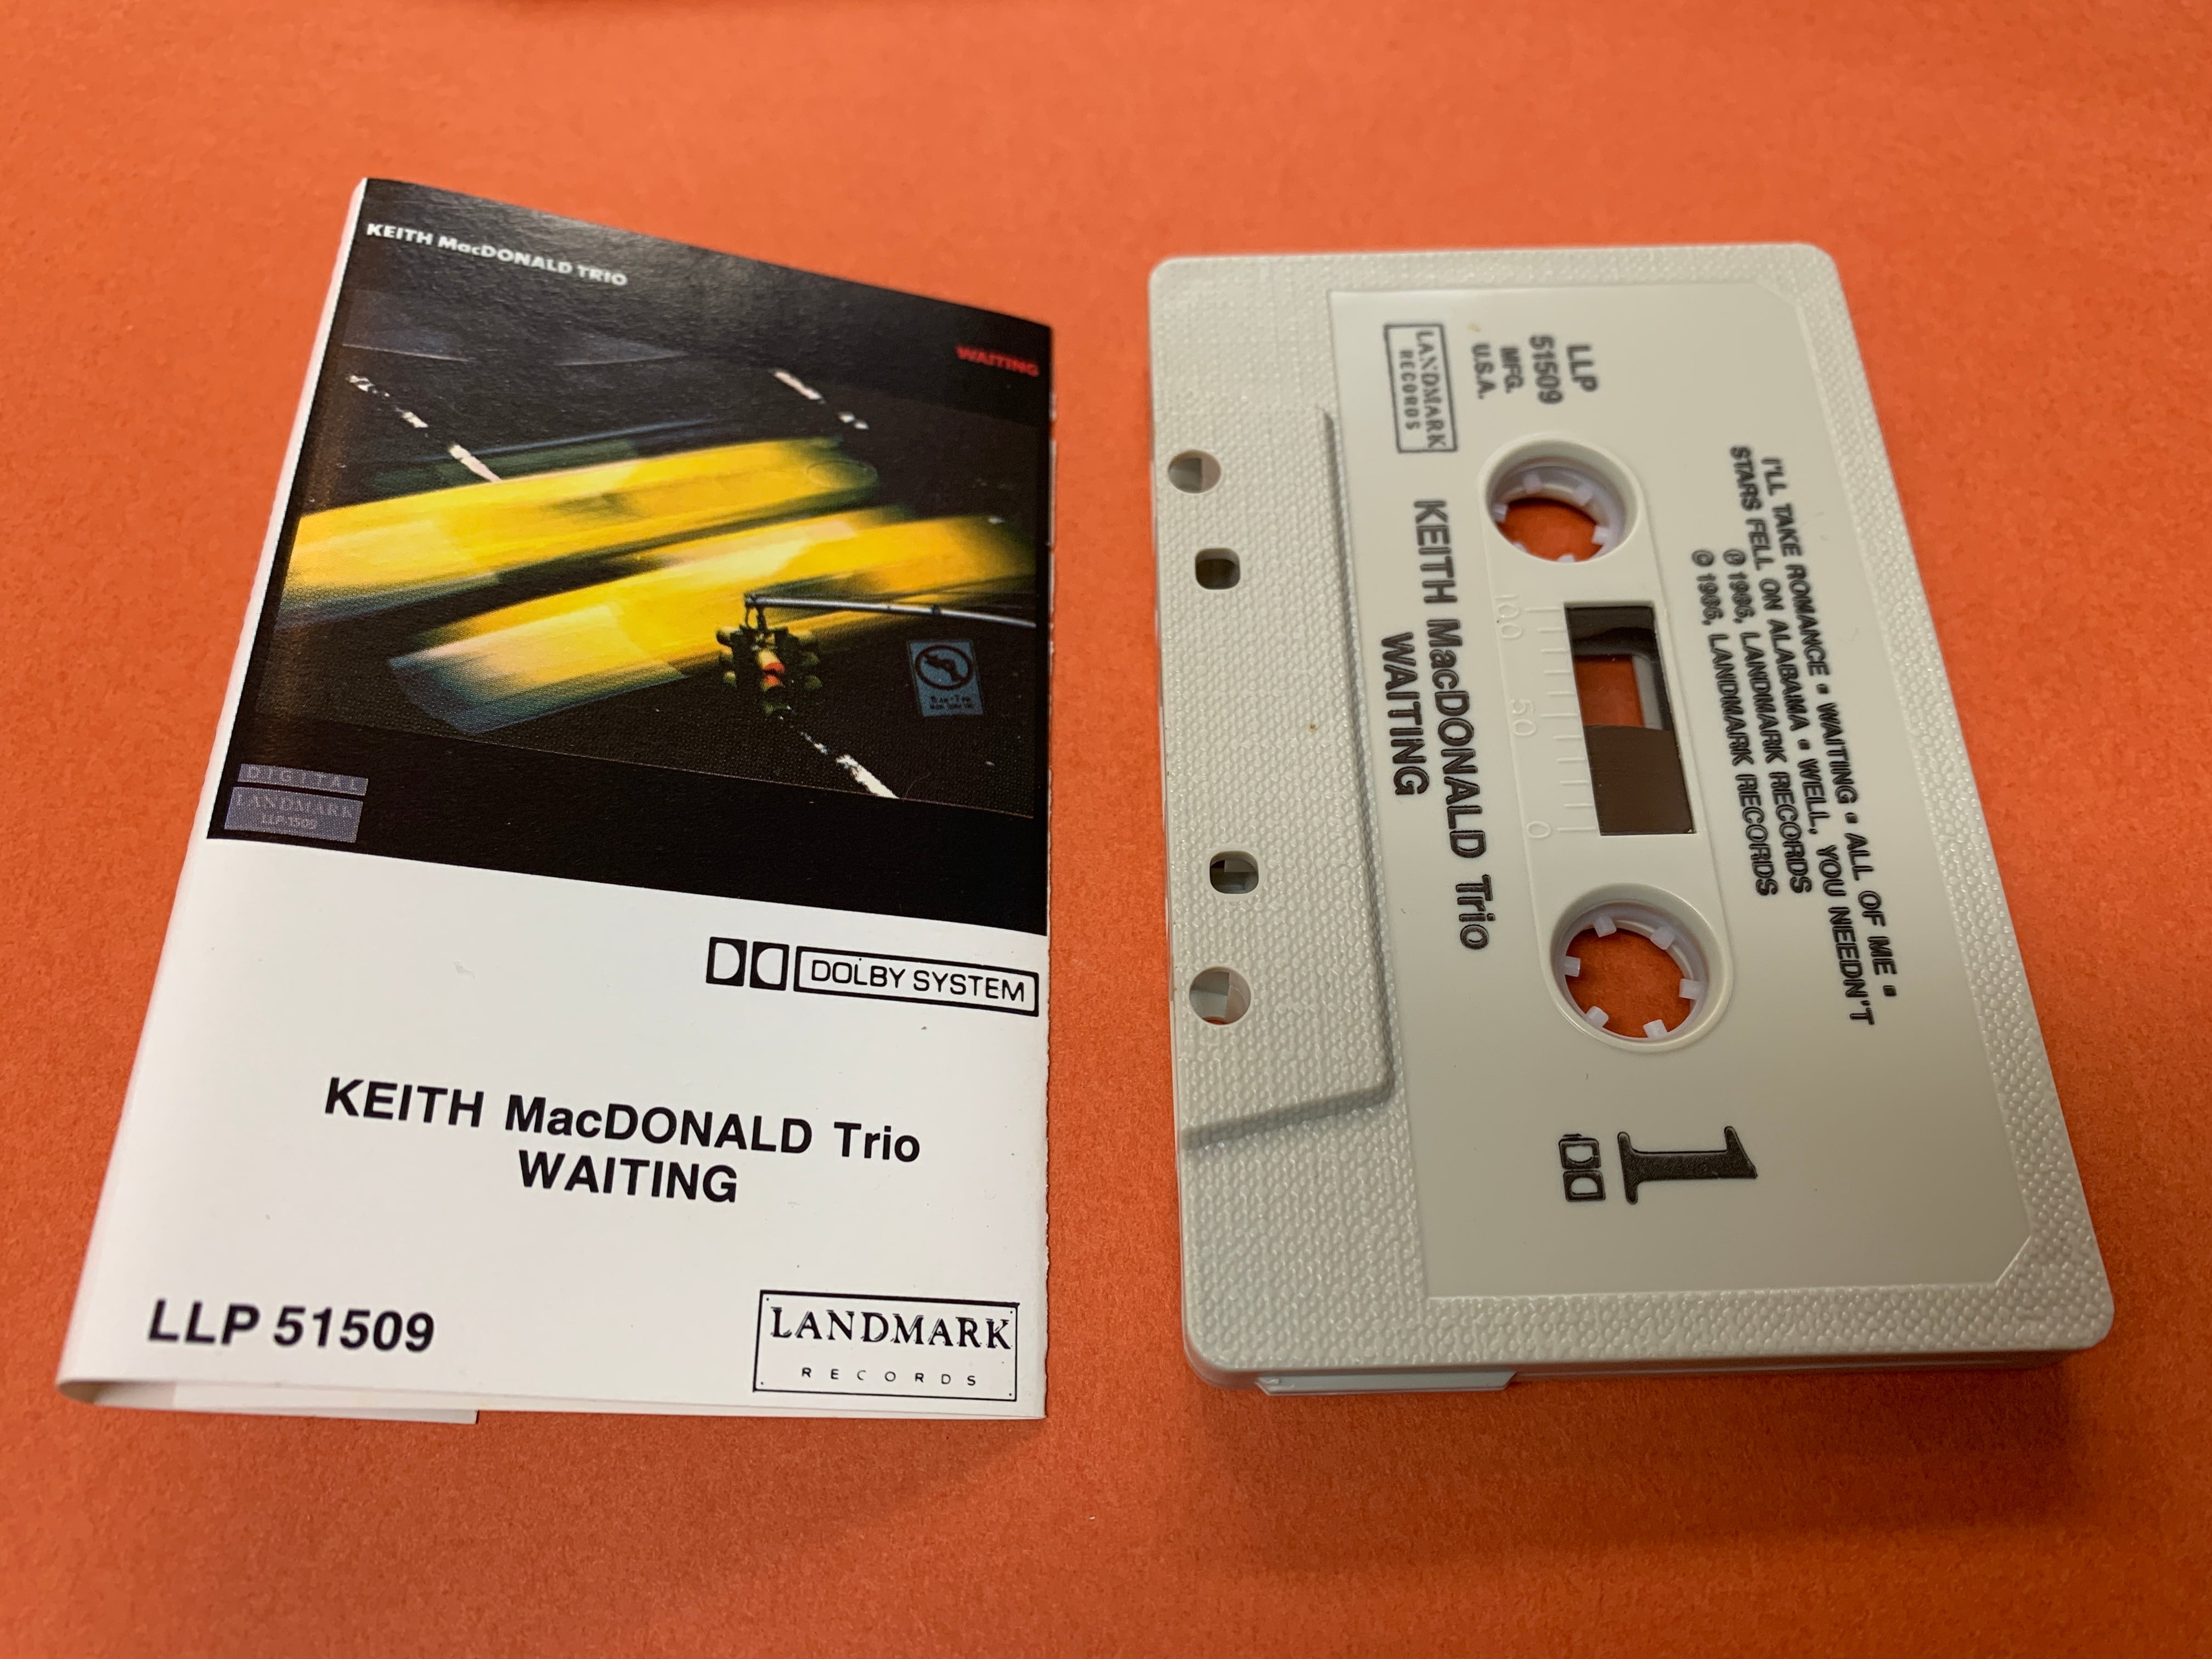 KEITH MacDONALD TRIO
WAITING
DIGITAL
LANDMARK
LLP-1509
DOLBY SYSTEM
KEITH MacDONALD Trio
WAITING
LLP 51509
LANDMARK
RECORDS
I'LL TAKE ROMANCE • WAITING • ALL OF ME •
STARS FELL ON ALABAMA • WELL, YOU NEEDN'T
℗ 1986, LANDMARK RECORDS
© 1986, LANDMARK RECORDS
LLP
51509
MFG.
U.S.A.
LANDMARK
RECORDS
100 50 0
1
KEITH MacDONALD Trio
WAITING